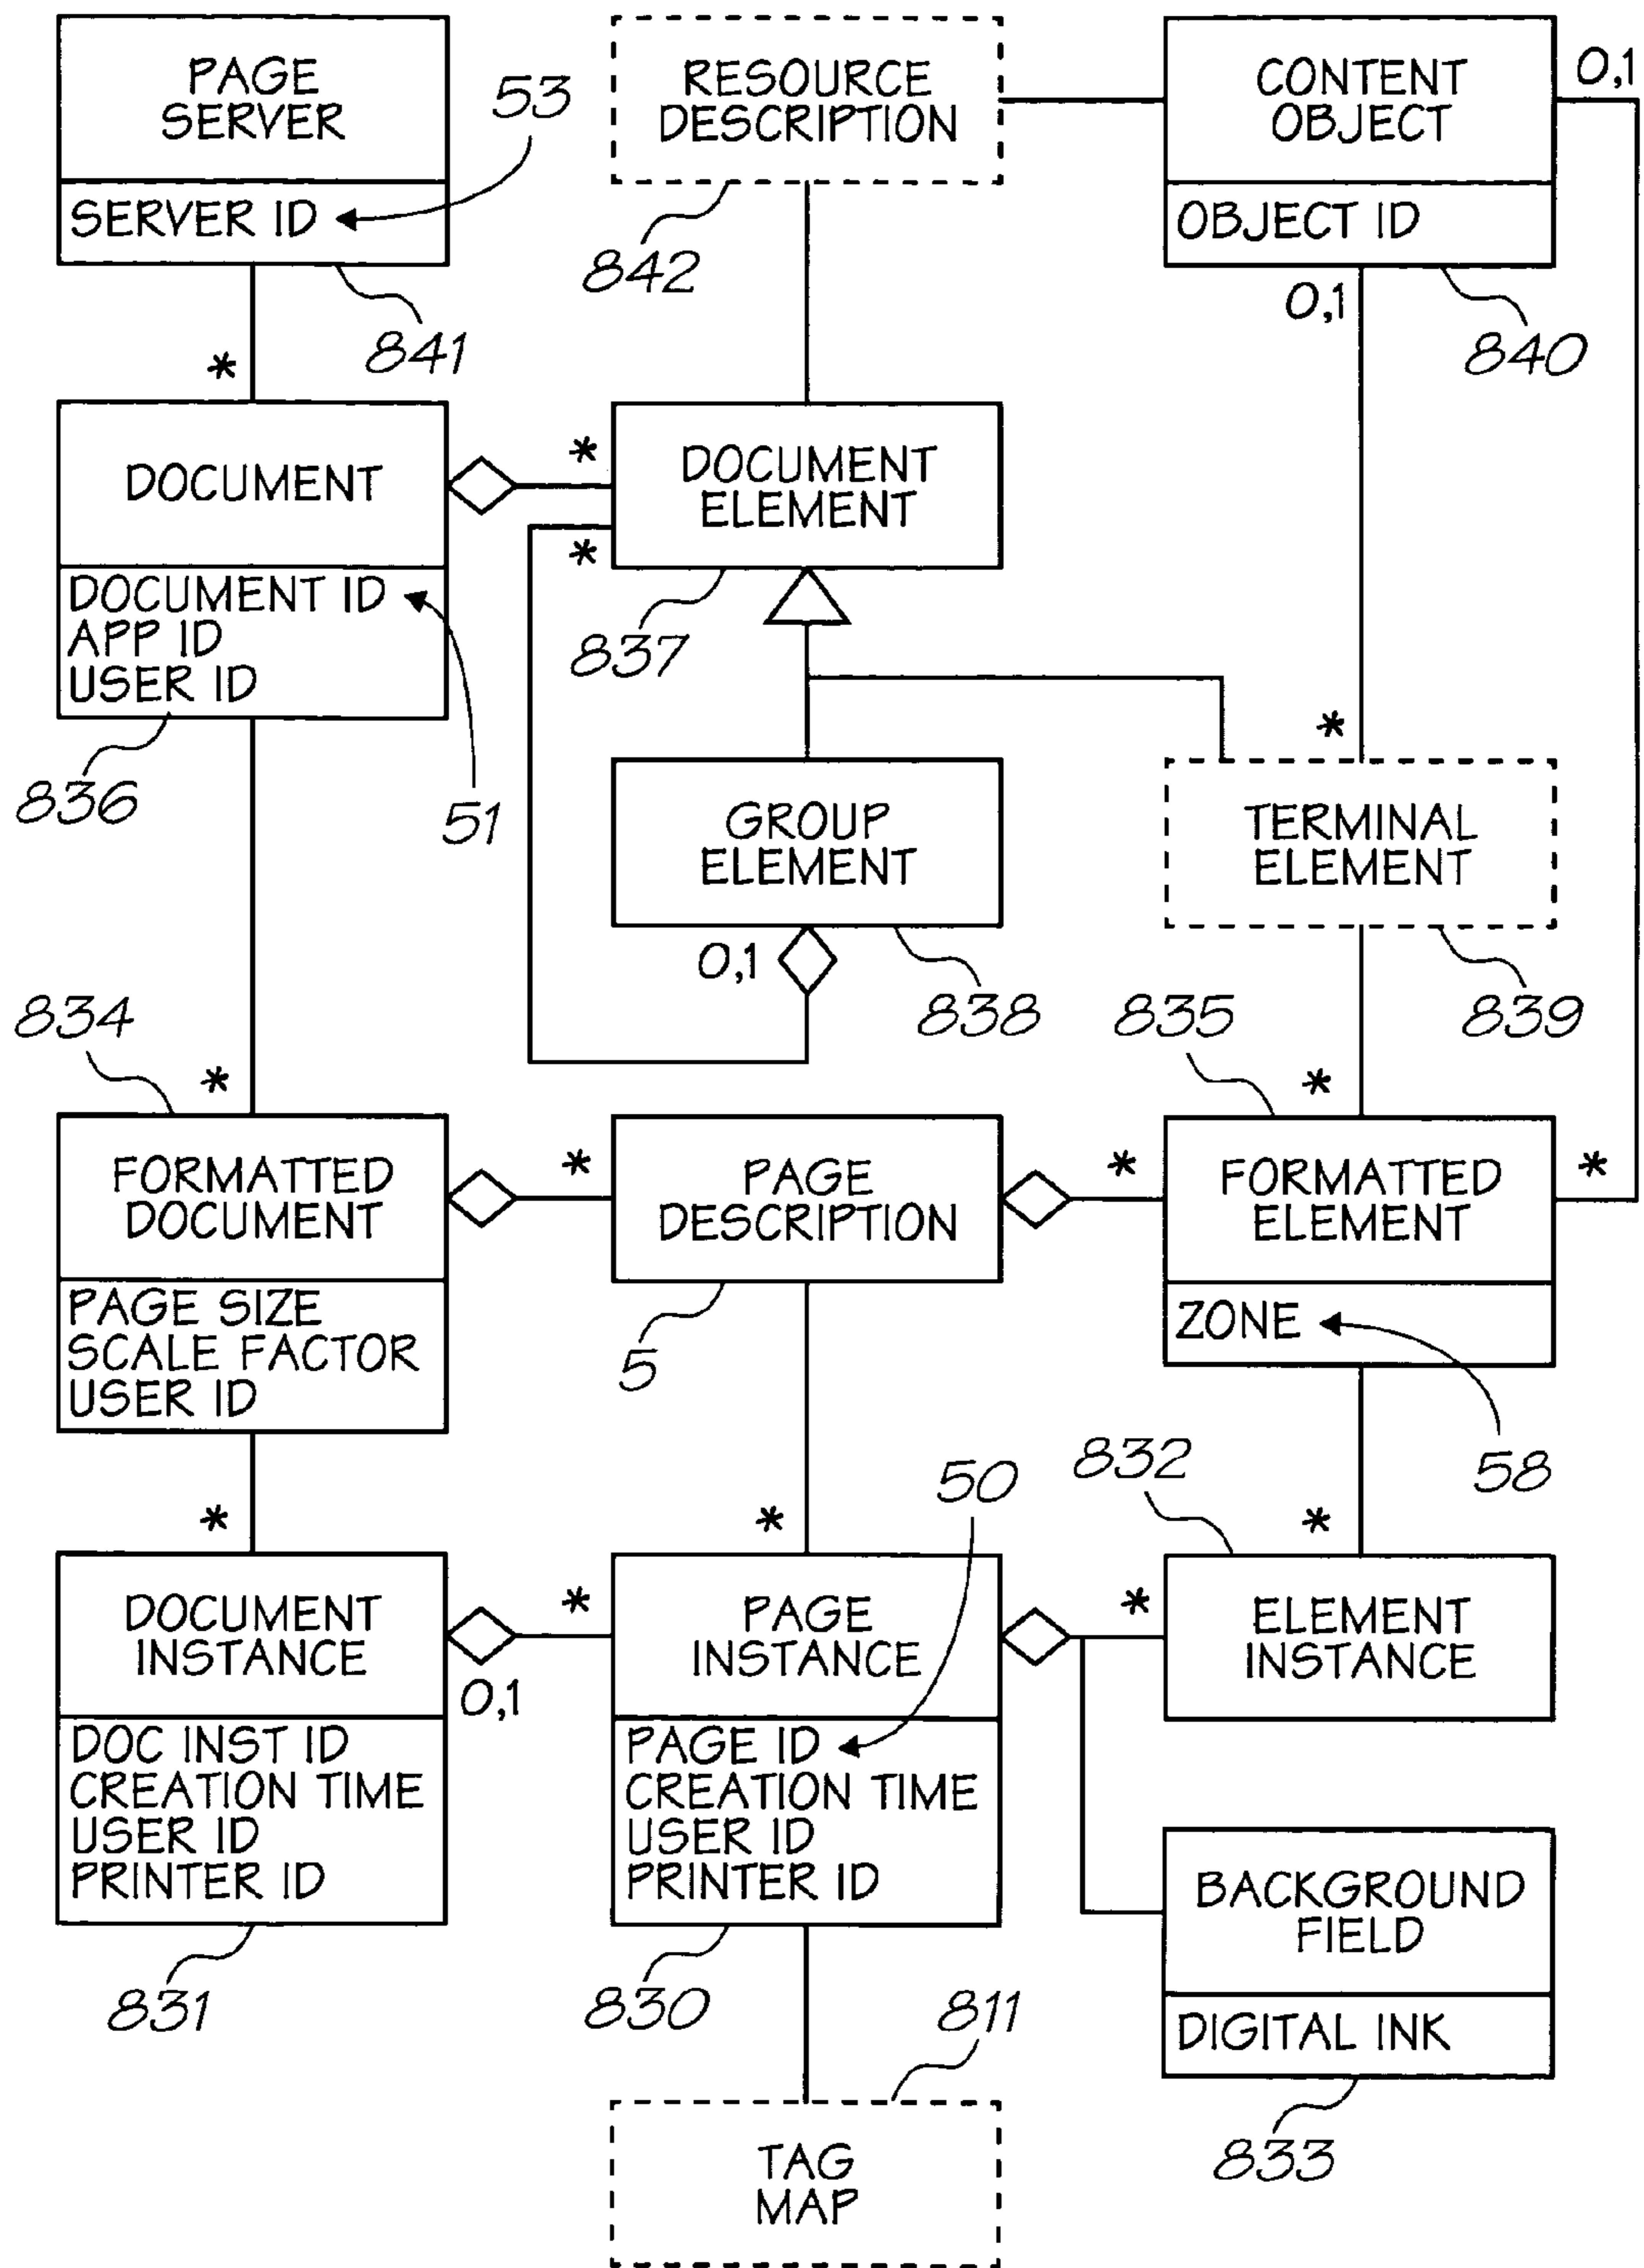 PAGE
SERVER
SERVER ID
53
841
RESOURCE
DESCRIPTION
842
CONTENT
OBJECT
OBJECT ID
0,1
0,1
840
*
DOCUMENT
DOCUMENT ID
APP ID
USER ID
836
51
*
*
DOCUMENT
ELEMENT
837
GROUP
ELEMENT
0,1
838
*
TERMINAL
ELEMENT
839
834
*
FORMATTED
DOCUMENT
PAGE SIZE
SCALE FACTOR
USER ID
*
PAGE
DESCRIPTION
5
835
*
*
*
FORMATTED
ELEMENT
ZONE
58
*
DOCUMENT
INSTANCE
0,1
DOC INST ID
CREATION TIME
USER ID
PRINTER ID
831
*
*
50
PAGE
INSTANCE
PAGE ID
CREATION TIME
USER ID
PRINTER ID
830
832
*
*
ELEMENT
INSTANCE
BACKGROUND
FIELD
DIGITAL INK
833
811
TAG
MAP